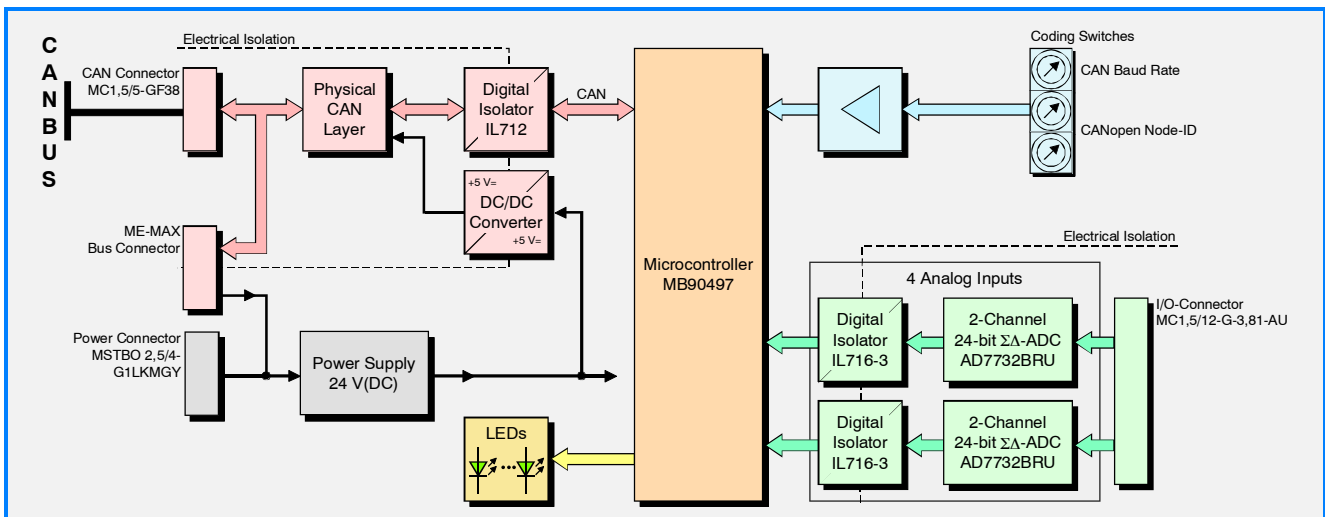 CANBUS
Electrical Isolation
CAN Connector
MC1,5/5-GF38
Physical
CAN
Layer
Digital
Isolator
IL712
CAN
+5 V=
DC/DC
Converter
+5 V=
ME-MAX
Bus Connector
Power Connector
MSTBO 2,5/4-
G1LKMGY
Power Supply
24 V(DC)
LEDs
Microcontroller
MB90497
Coding Switches
CAN Baud Rate
CANopen Node-ID
Electrical Isolation
4 Analog Inputs
Digital
Isolator
IL716-3
2-Channel
24-bit ΣΔ-ADC
AD7732BRU
I/O-Connector
MC1,5/12-G-3,81-AU
Digital
Isolator
IL716-3
2-Channel
24-bit ΣΔ-ADC
AD7732BRU